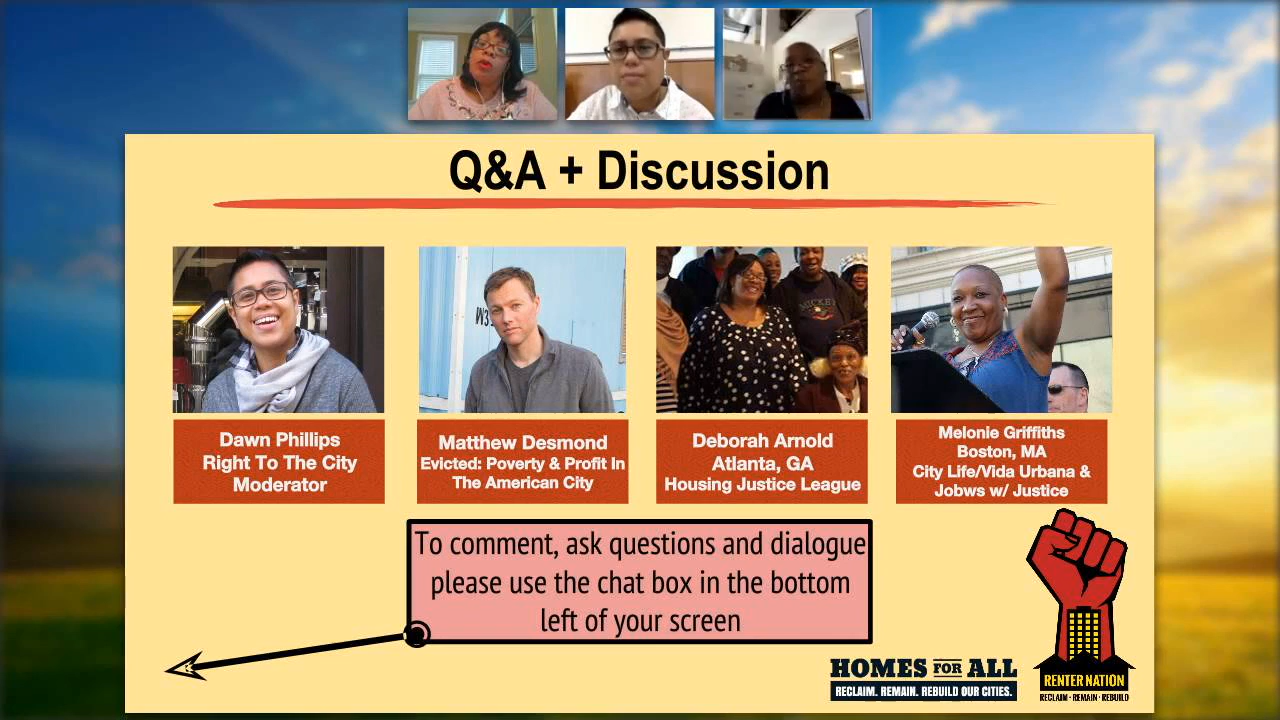 Q&A + Discussion
Dawn Phillips
Right To The City
Moderator
Matthew Desmond
Evicted: Poverty & Profit In
The American City
Deborah Arnold
Atlanta, GA
Housing Justice League
Melonie Griffiths
Boston, MA
City Life/Vida Urbana &
Jobws w/ Justice
To comment, ask questions and dialogue
please use the chat box in the bottom
left of your screen
HOMES FOR ALL
RECLAIM. REMAIN. REBUILD OUR CITIES.
RENTER NATION
RECLAIM · REMAIN · REBUILD